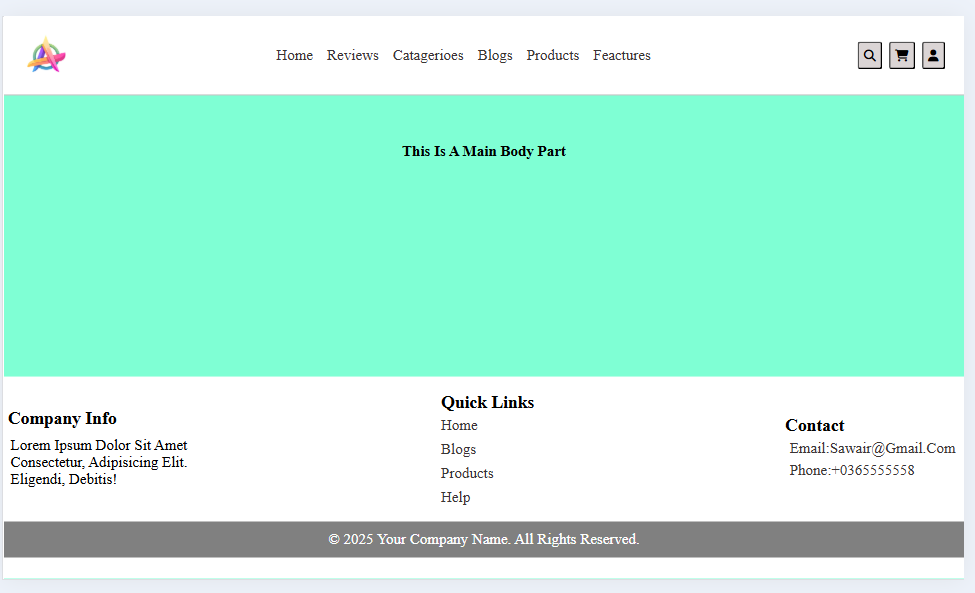 Home Reviews Catagerioes Blogs Products Feactures
This Is A Main Body Part
Company Info
Lorem Ipsum Dolor Sit Amet
Consectetur, Adipisicing Elit.
Eligendi, Debitis!
Quick Links
Home
Blogs
Products
Help
Contact
Email:Sawair@Gmail.Com
Phone:+0365555558
© 2025 Your Company Name. All Rights Reserved.